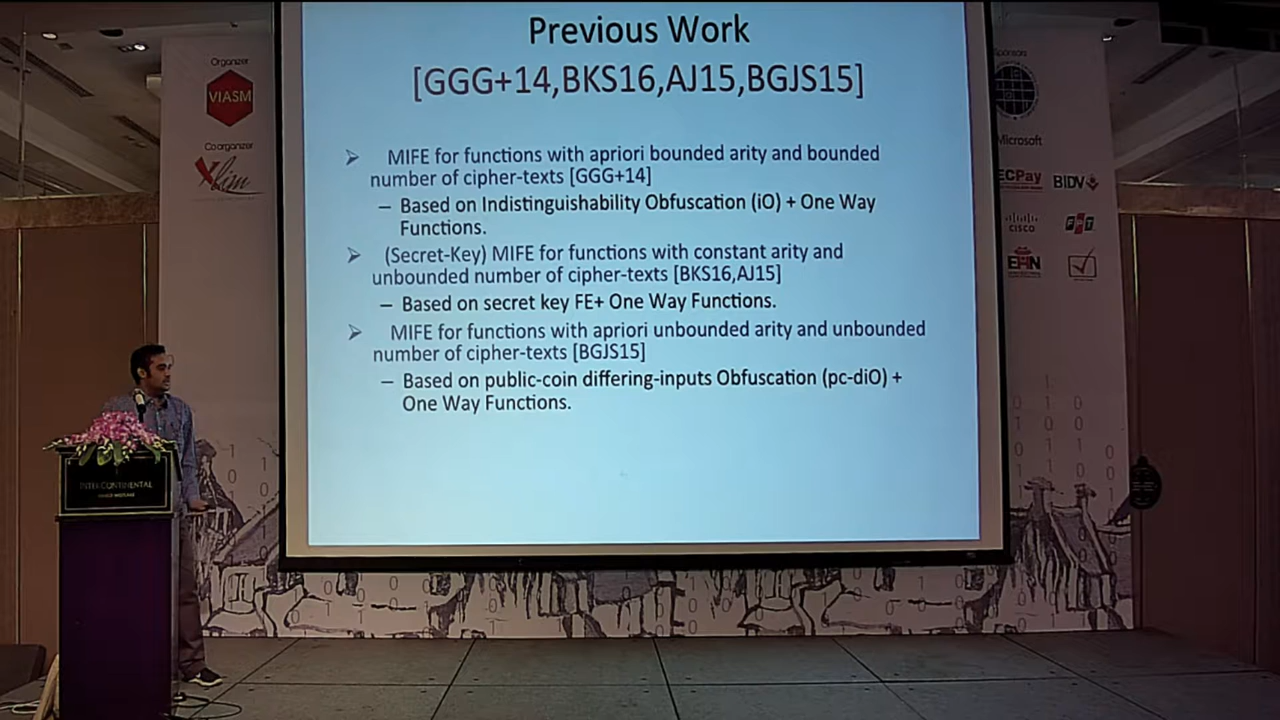 Previous Work
[GGG+14,BKS16,AJ15,BGJS15]
➢ MIFE for functions with apriori bounded arity and bounded
number of cipher-texts [GGG+14]
– Based on Indistinguishability Obfuscation (iO) + One Way
Functions.
➢ (Secret-Key) MIFE for functions with constant arity and
unbounded number of cipher-texts [BKS16,AJ15]
– Based on secret key FE+ One Way Functions.
➢ MIFE for functions with apriori unbounded arity and unbounded
number of cipher-texts [BGJS15]
– Based on public-coin differing-inputs Obfuscation (pc-diO) +
One Way Functions.
Organizer
VIASM
Co organizer
Xlim
Sponsors
Microsoft
ECPay
BIDV
CISCO
FPT
INTERCONTINENTAL